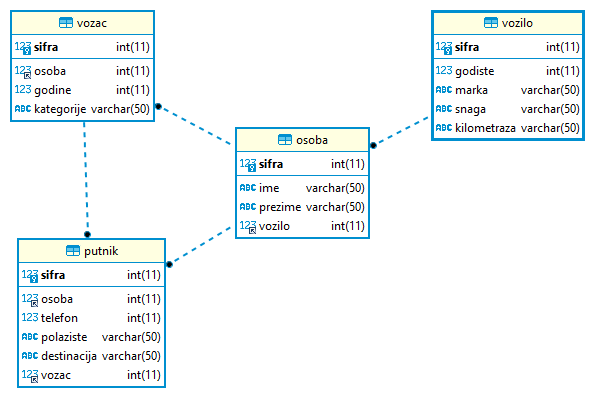 vozac
123 sifra int(11)
123 osoba int(11)
123 godine int(11)
ABC kategorije varchar(50)
vozilo
123 sifra int(11)
123 godiste int(11)
ABC marka varchar(50)
ABC snaga varchar(50)
ABC kilometraza varchar(50)
osoba
123 sifra int(11)
ABC ime varchar(50)
ABC prezime varchar(50)
123 vozilo int(11)
putnik
123 sifra int(11)
123 osoba int(11)
123 telefon int(11)
ABC polaziste varchar(50)
ABC destinacija varchar(50)
123 vozac int(11)